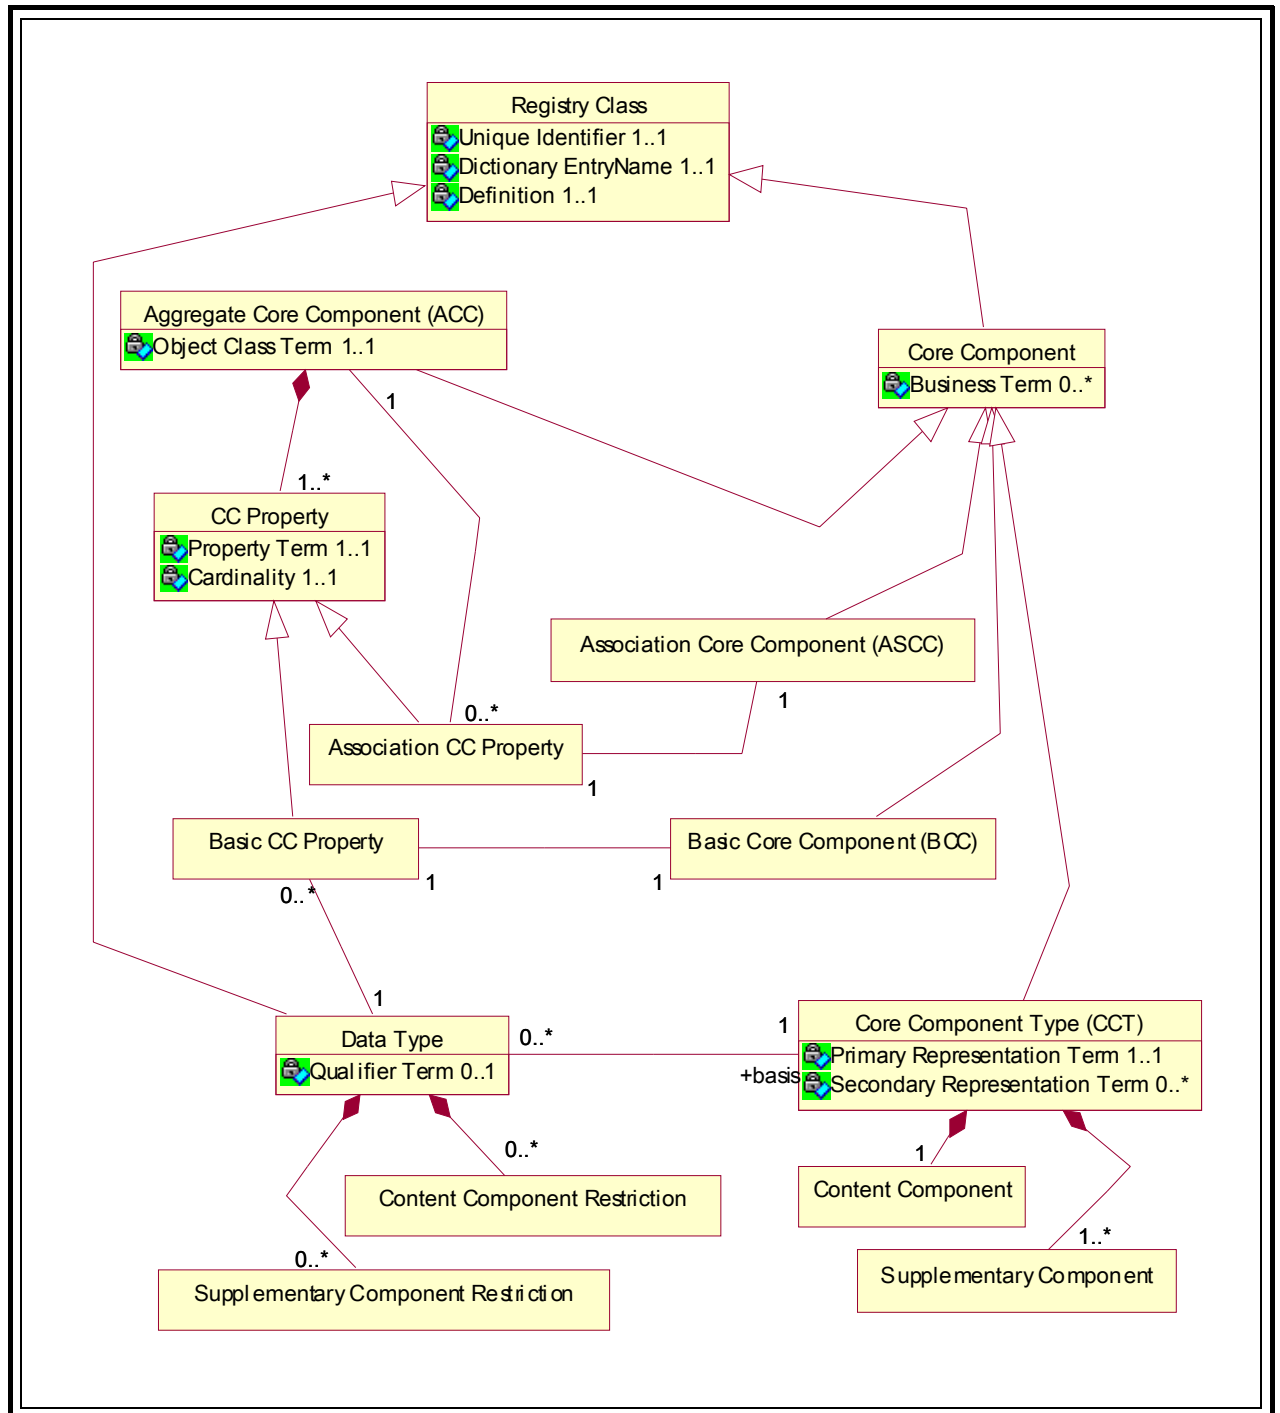 Registry Class
Unique Identifier 1..1
Dictionary EntryName 1..1
Definition 1..1
Aggregate Core Component (ACC)
Object Class Term 1..1
Core Component
Business Term 0..*
1
1..*
CC Property
Property Term 1..1
Cardinality 1..1
Association Core Component (ASCC)
1
0..*
Association CC Property
1
Basic CC Property
Basic Core Component (BCC)
0..*
1
1
1
Data Type
Qualifier Term 0..1
0..*
1
+basis
Core Component Type (CCT)
Primary Representation Term 1..1
Secondary Representation Term 0..*
0..*
Content Component Restriction
1
Content Component
0..*
Supplementary Component Restriction
1..*
Supplementary Component